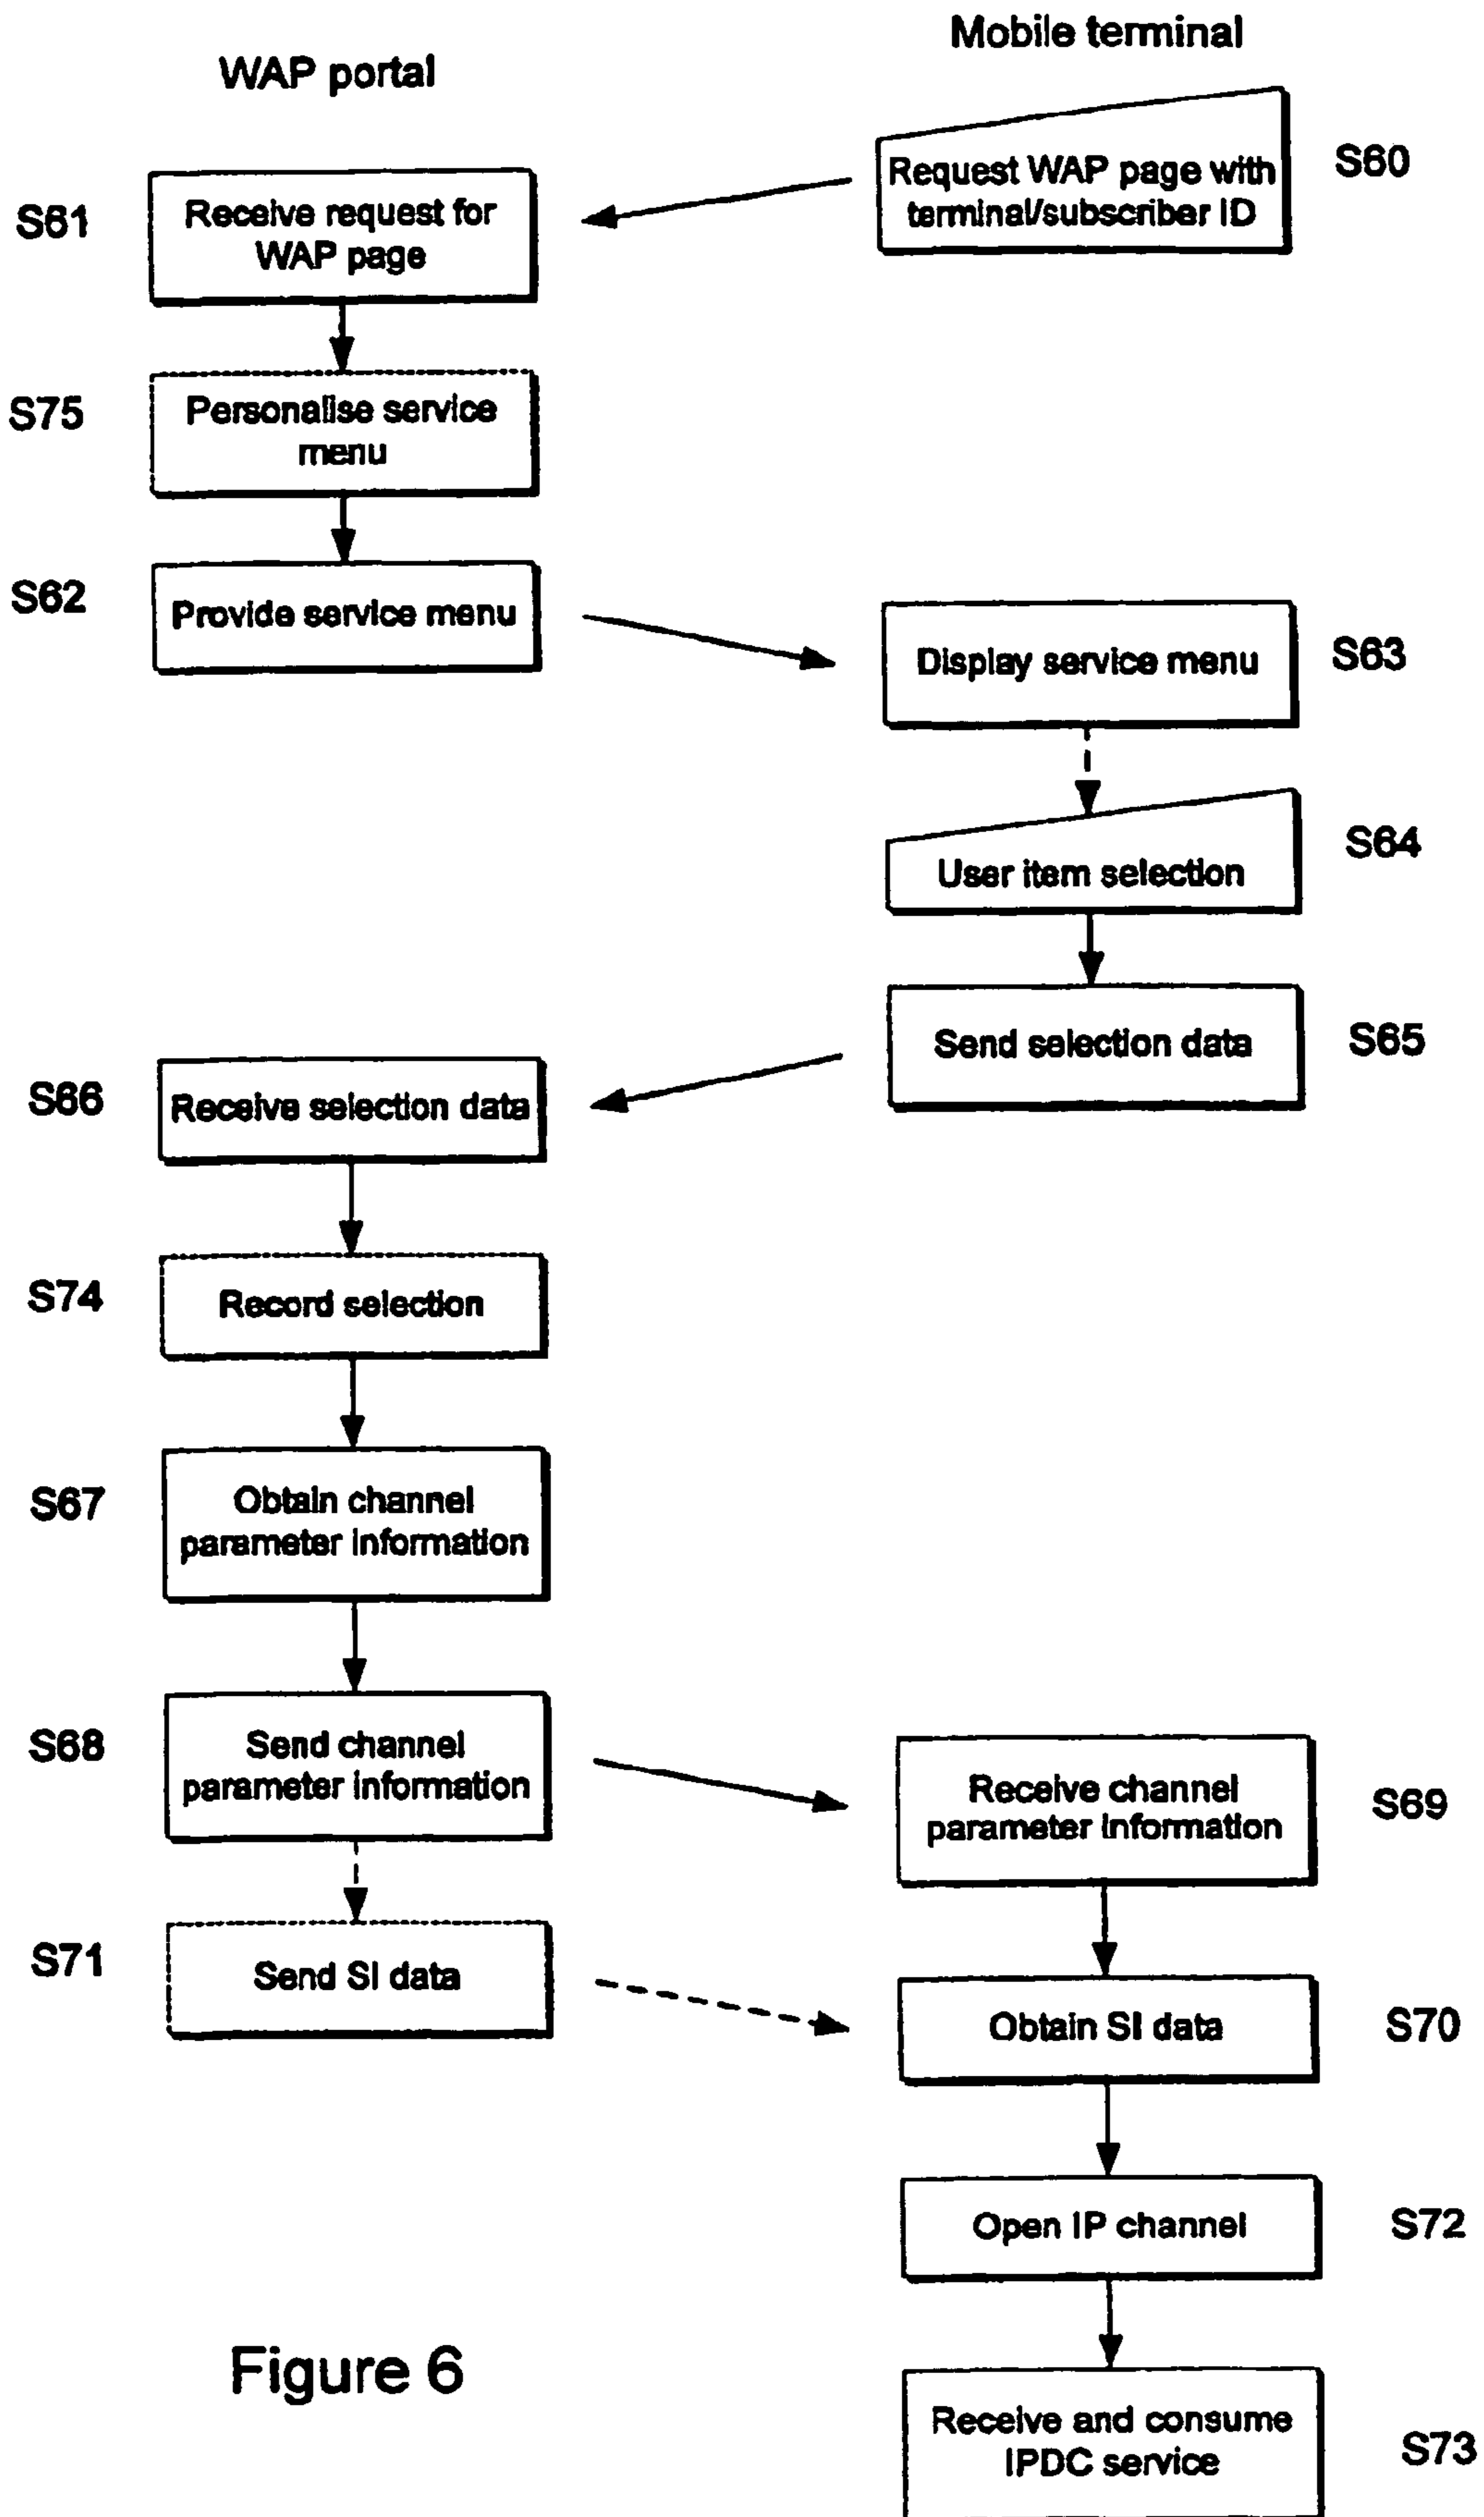 Mobile terminal
WAP portal
Request WAP page with
terminal/subscriber ID
S60
S61
Receive request for
WAP page
S75
Personalise service
menu
S62
Provide service menu
Display service menu
S63
User item selection
S64
Send selection data
S65
S66
Receive selection data
S74
Record selection
S67
Obtain channel
parameter information
S68
Send channel
parameter information
Receive channel
parameter information
S69
S71
Send SI data
Obtain SI data
S70
Open IP channel
S72
Figure 6
Receive and consume
IPDC service
S73